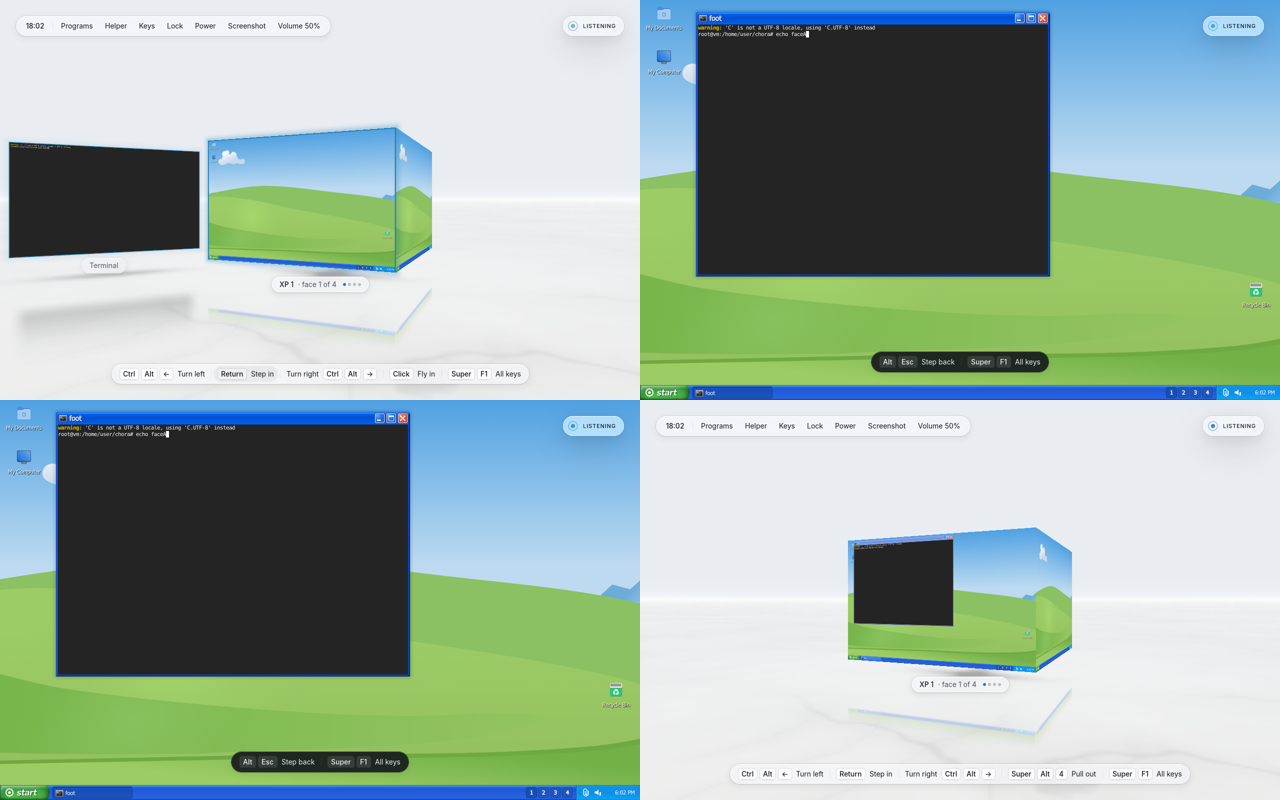 18:02 Programs Helper Keys Lock Power Screenshot Volume 50%
LISTENING
Terminal
XP 1 · face 1 of 4
Ctrl Alt ← Turn left Return Step in Turn right Ctrl Alt → Click Fly in Super F1 All keys
My Documents
My Computer
foot
warning: 'C' is not a UTF-8 locale, using 'C.UTF-8' instead
root@vm:/home/user/chora# echo faceA
LISTENING
Recycle Bin
Alt Esc Step back Super F1 All keys
start foot 1 2 3 4 6:02 PM
My Documents
My Computer
foot
warning: 'C' is not a UTF-8 locale, using 'C.UTF-8' instead
root@vm:/home/user/chora# echo faceA
LISTENING
Recycle Bin
Alt Esc Step back Super F1 All keys
start foot 1 2 3 4 6:02 PM
18:02 Programs Helper Keys Lock Power Screenshot Volume 50%
LISTENING
XP 1 · face 1 of 4
Ctrl Alt ← Turn left Return Step in Turn right Ctrl Alt → Super Alt 4 Pull out Super F1 All keys